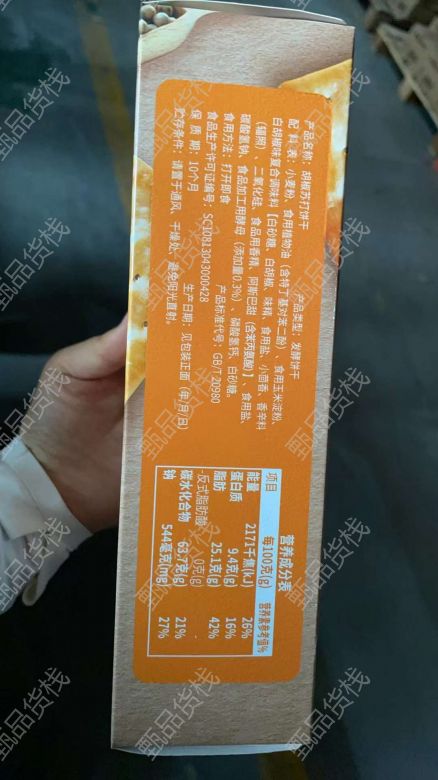 产品名称：胡椒苏打饼干 产品类型：发酵饼干
配料表：小麦粉、食用植物油（含特丁基对苯二酚）、食用玉米淀粉、
白胡椒味复合调味料【白砂糖、白胡椒、味精、食用盐、小茴香、香辛料
（辐照）、二氧化硅、食品用香精、阿斯巴甜（含苯丙氨酸）】、食用盐、
碳酸氢钠、食品加工用酵母（添加量0.3%）、磷酸氢钙、白砂糖。
食用方法：打开即食 产品标准代号：GB/T 20980
食品生产许可证编号：SC10813043000428
保质期：10个月 生产日期：见包装正面（年/月/日）
贮存条件：请置于通风、干燥处，避免阳光直射。
营养成分表
项目 每100克(g) 营养素参考值%
能量 2171千焦(kJ) 26%
蛋白质 9.4克(g) 16%
脂肪 25.1克(g) 42%
-反式脂肪酸 0克(g) -
碳水化合物 63.7克(g) 21%
钠 544毫克(mg) 27%
甄品货栈